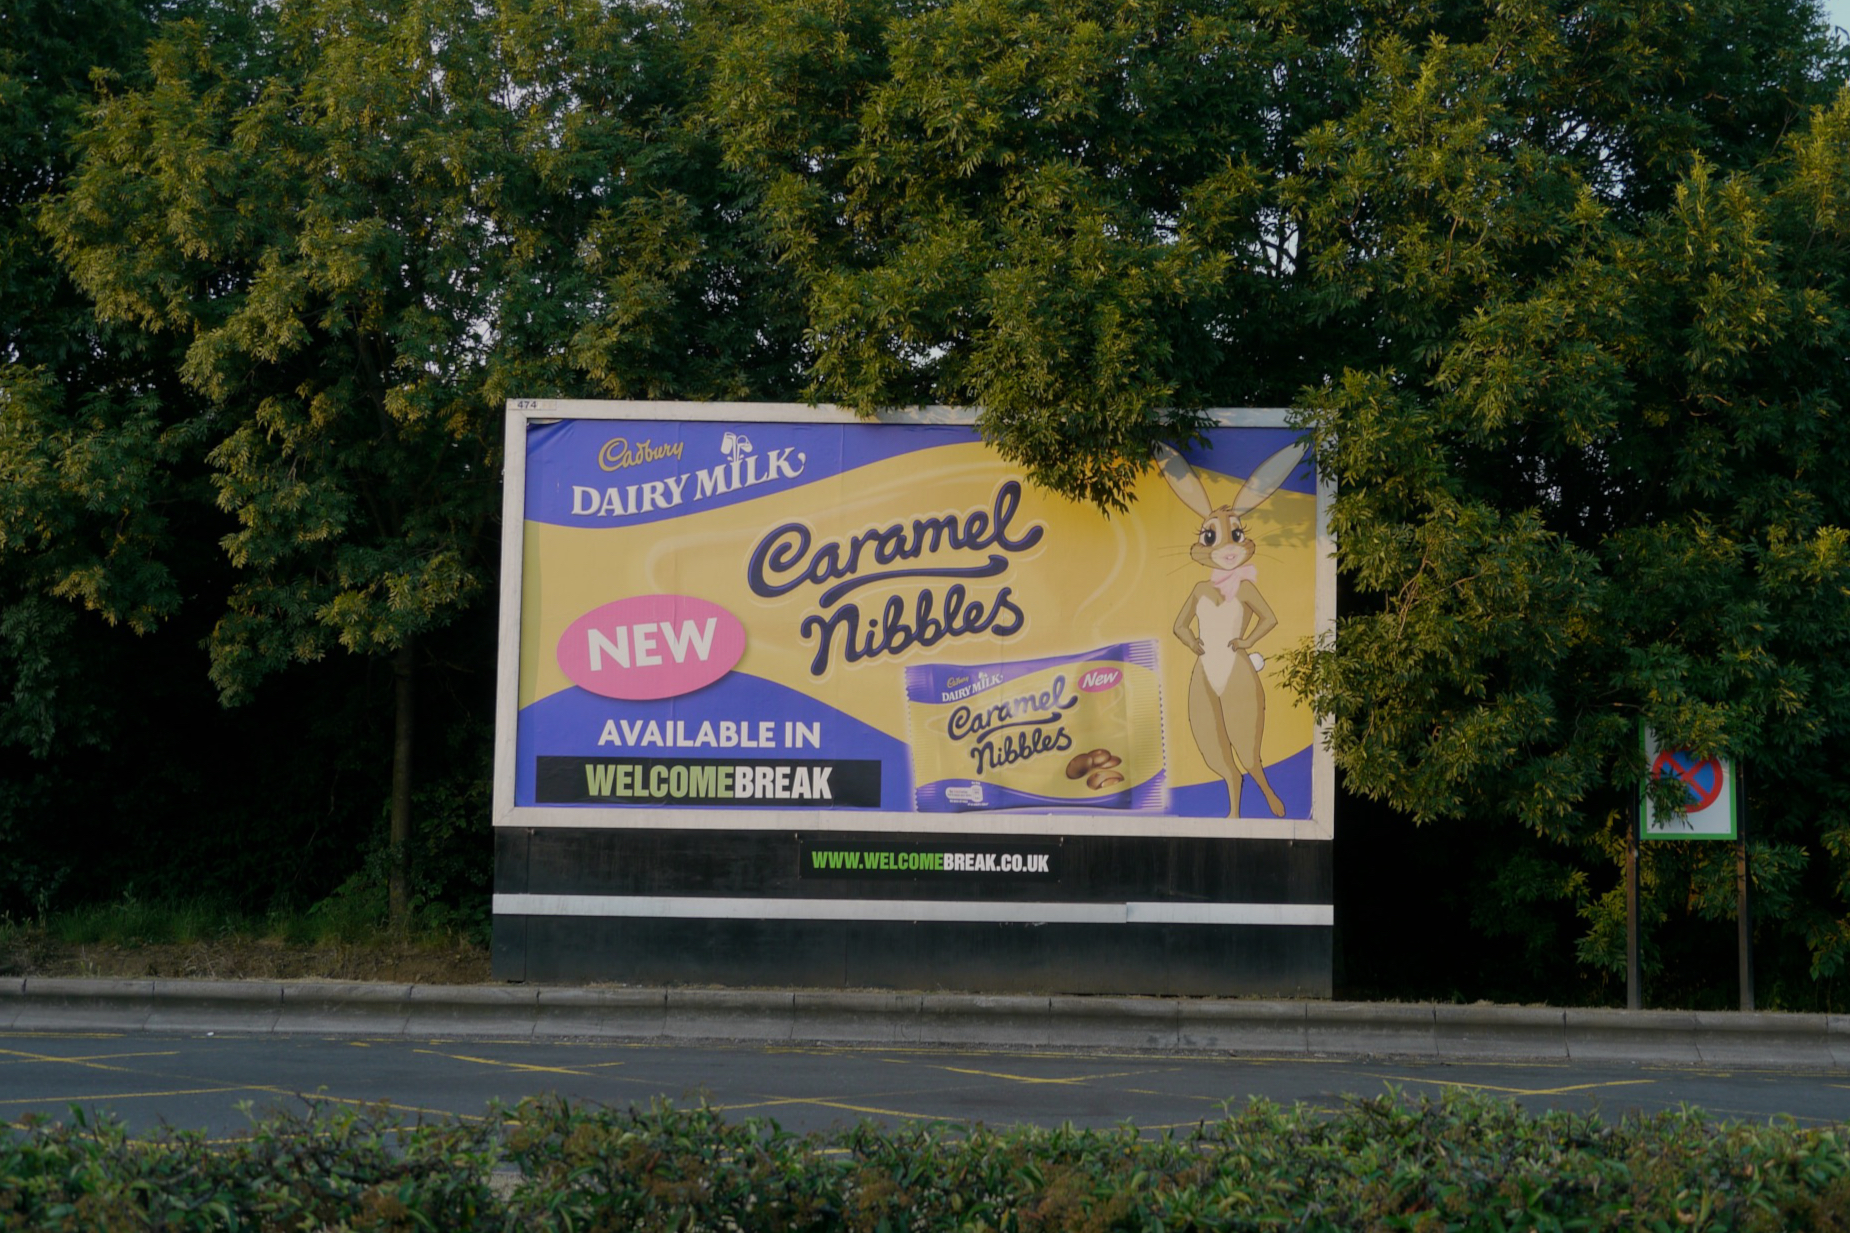 474
Cadbury
DAIRY MILK
Caramel
Nibbles
NEW
Cadbury
DAIRY MILK
New
Caramel
Nibbles
AVAILABLE IN
WELCOMEBREAK
WWW.WELCOMEBREAK.CO.UK